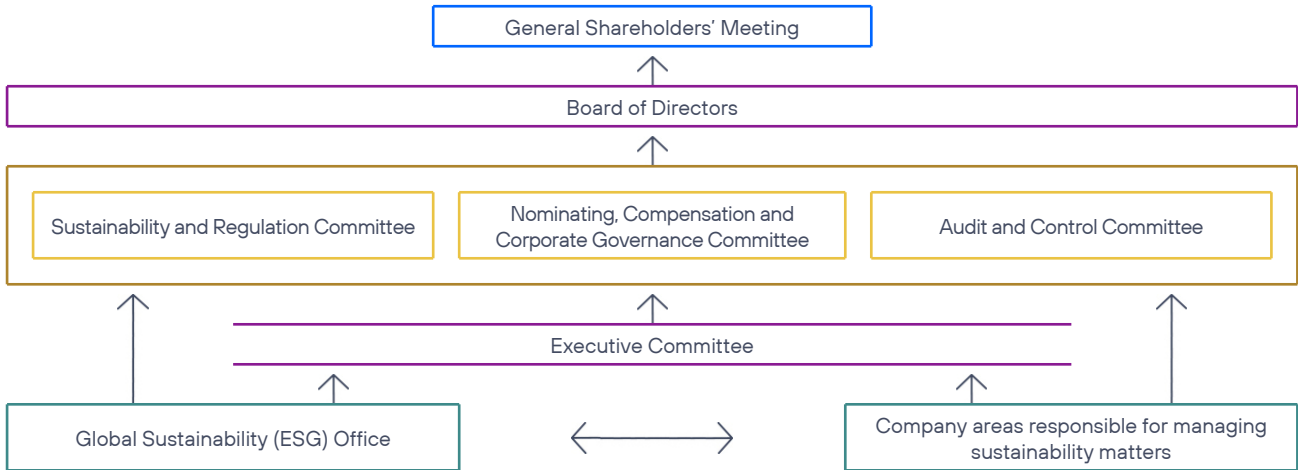 General Shareholders’ Meeting
Board of Directors
Sustainability and Regulation Committee
Nominating, Compensation and
Corporate Governance Committee
Audit and Control Committee
Executive Committee
Global Sustainability (ESG) Office
Company areas responsible for managing
sustainability matters